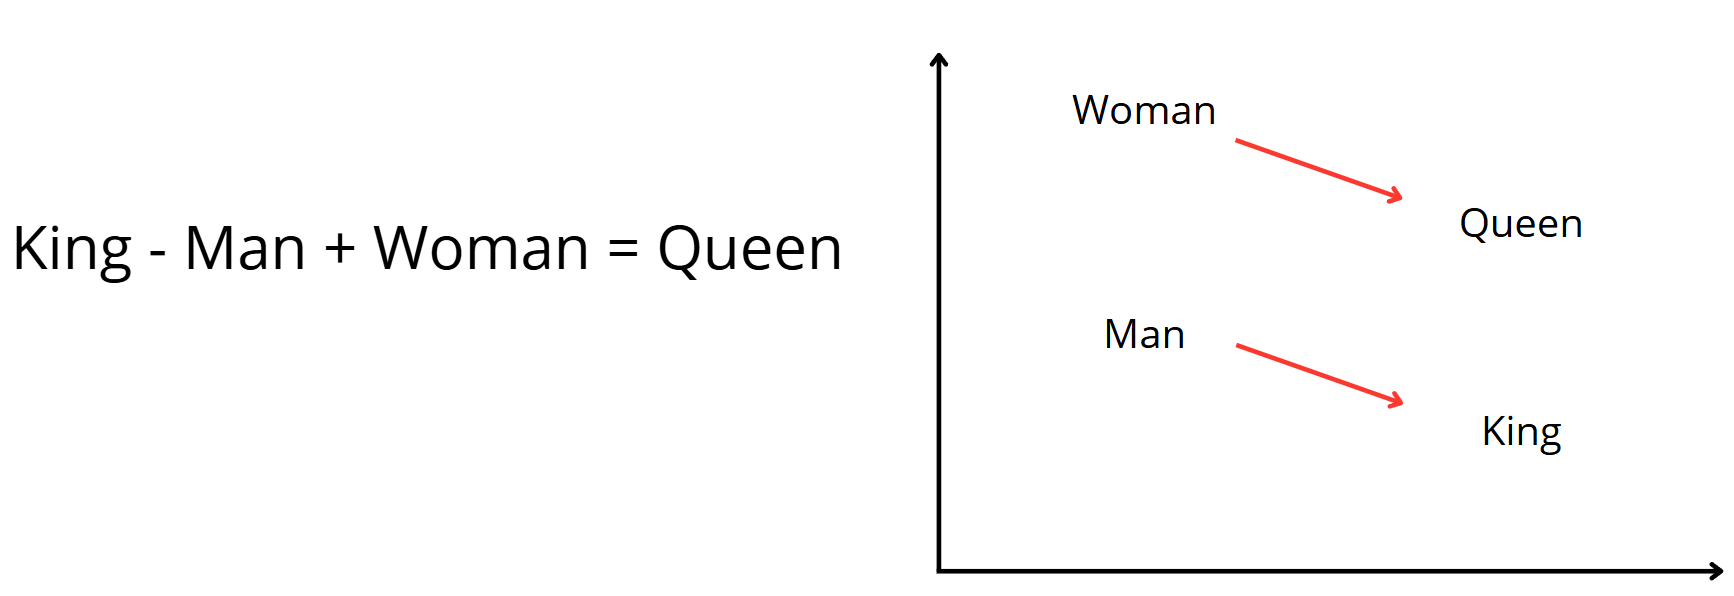 King - Man + Woman = Queen
Woman
Queen
Man
King